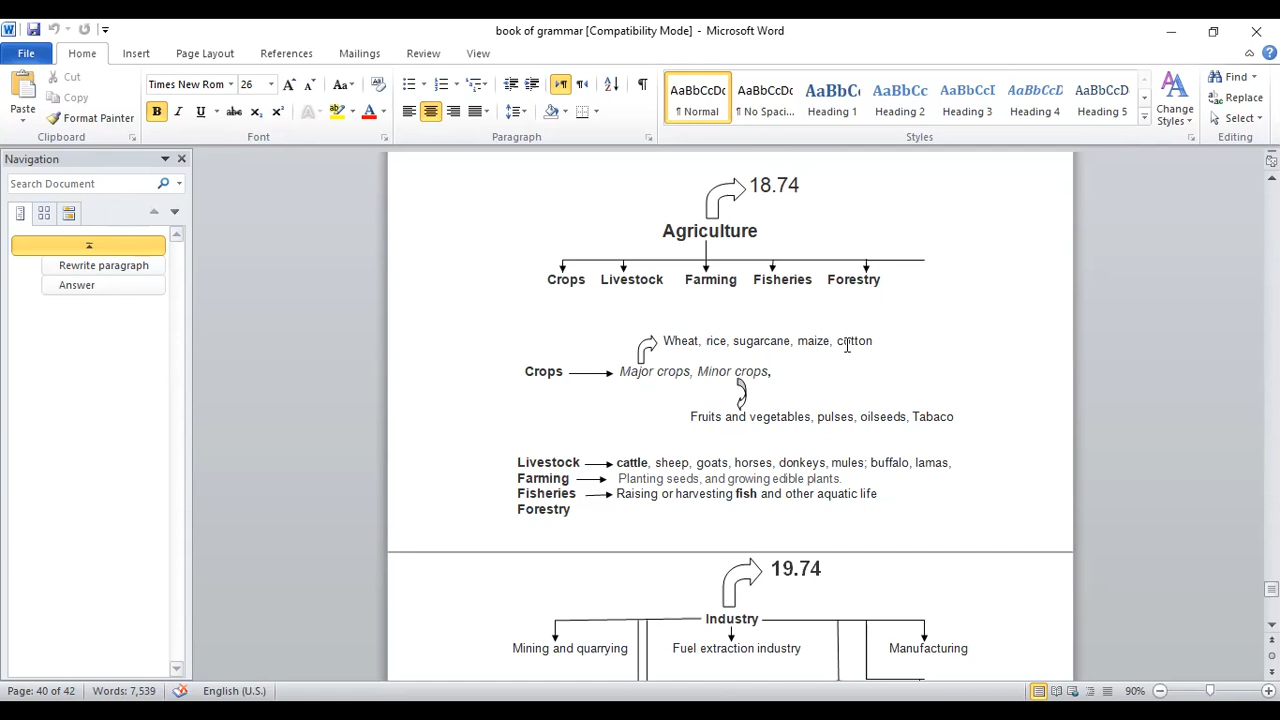 book of grammar [Compatibility Mode] - Microsoft Word
File Home Insert Page Layout References Mailings Review View
Paste Cut
Copy
Format Painter
Clipboard
Times New Rom 26
Font
Paragraph
AaBbCcDc AaBbCcDc AaBbCc AaBbCc AaBbCcI AaBbCcD AaBbCcD
¶ Normal ¶ No Spaci... Heading 1 Heading 2 Heading 3 Heading 4 Heading 5
Styles
Change Styles
Find
Replace
Select
Editing
Navigation
Search Document
Rewrite paragraph
Answer
18.74
Agriculture
Crops Livestock Farming Fisheries Forestry
Wheat, rice, sugarcane, maize, cotton
Crops Major crops, Minor crops,
Fruits and vegetables, pulses, oilseeds, Tabaco
Livestock cattle, sheep, goats, horses, donkeys, mules; buffalo, lamas,
Farming Planting seeds, and growing edible plants.
Fisheries Raising or harvesting fish and other aquatic life
Forestry
19.74
Industry
Mining and quarrying Fuel extraction industry Manufacturing
Page: 40 of 42 Words: 7,539 English (U.S.) 90%